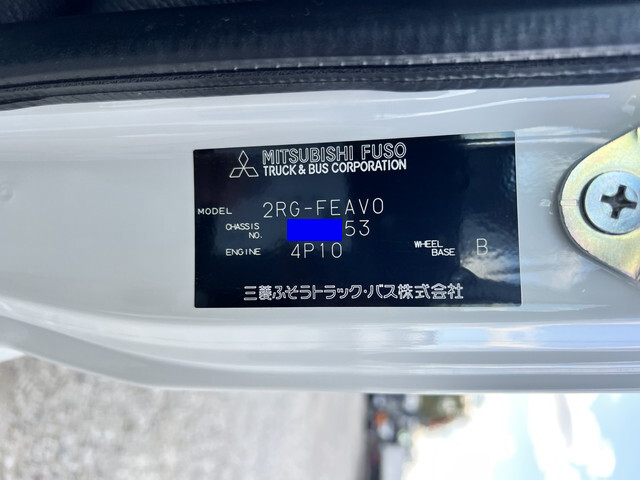 MITSUBISHI FUSO
TRUCK & BUS CORPORATION
MODEL 2RG-FEAV0
CHASSIS NO. 53
ENGINE 4P10 WHEEL BASE B
三菱ふそうトラック・バス株式会社